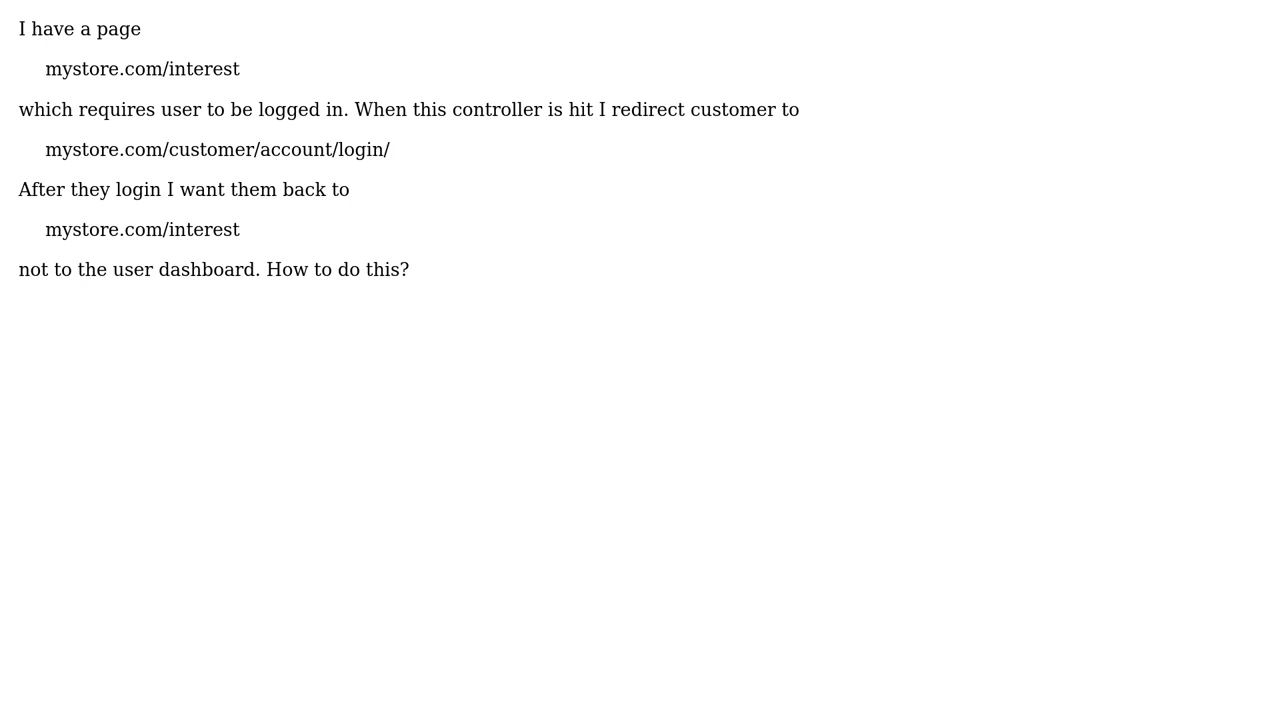 I have a page
mystore.com/interest
which requires user to be logged in. When this controller is hit I redirect customer to
mystore.com/customer/account/login/
After they login I want them back to
mystore.com/interest
not to the user dashboard. How to do this?